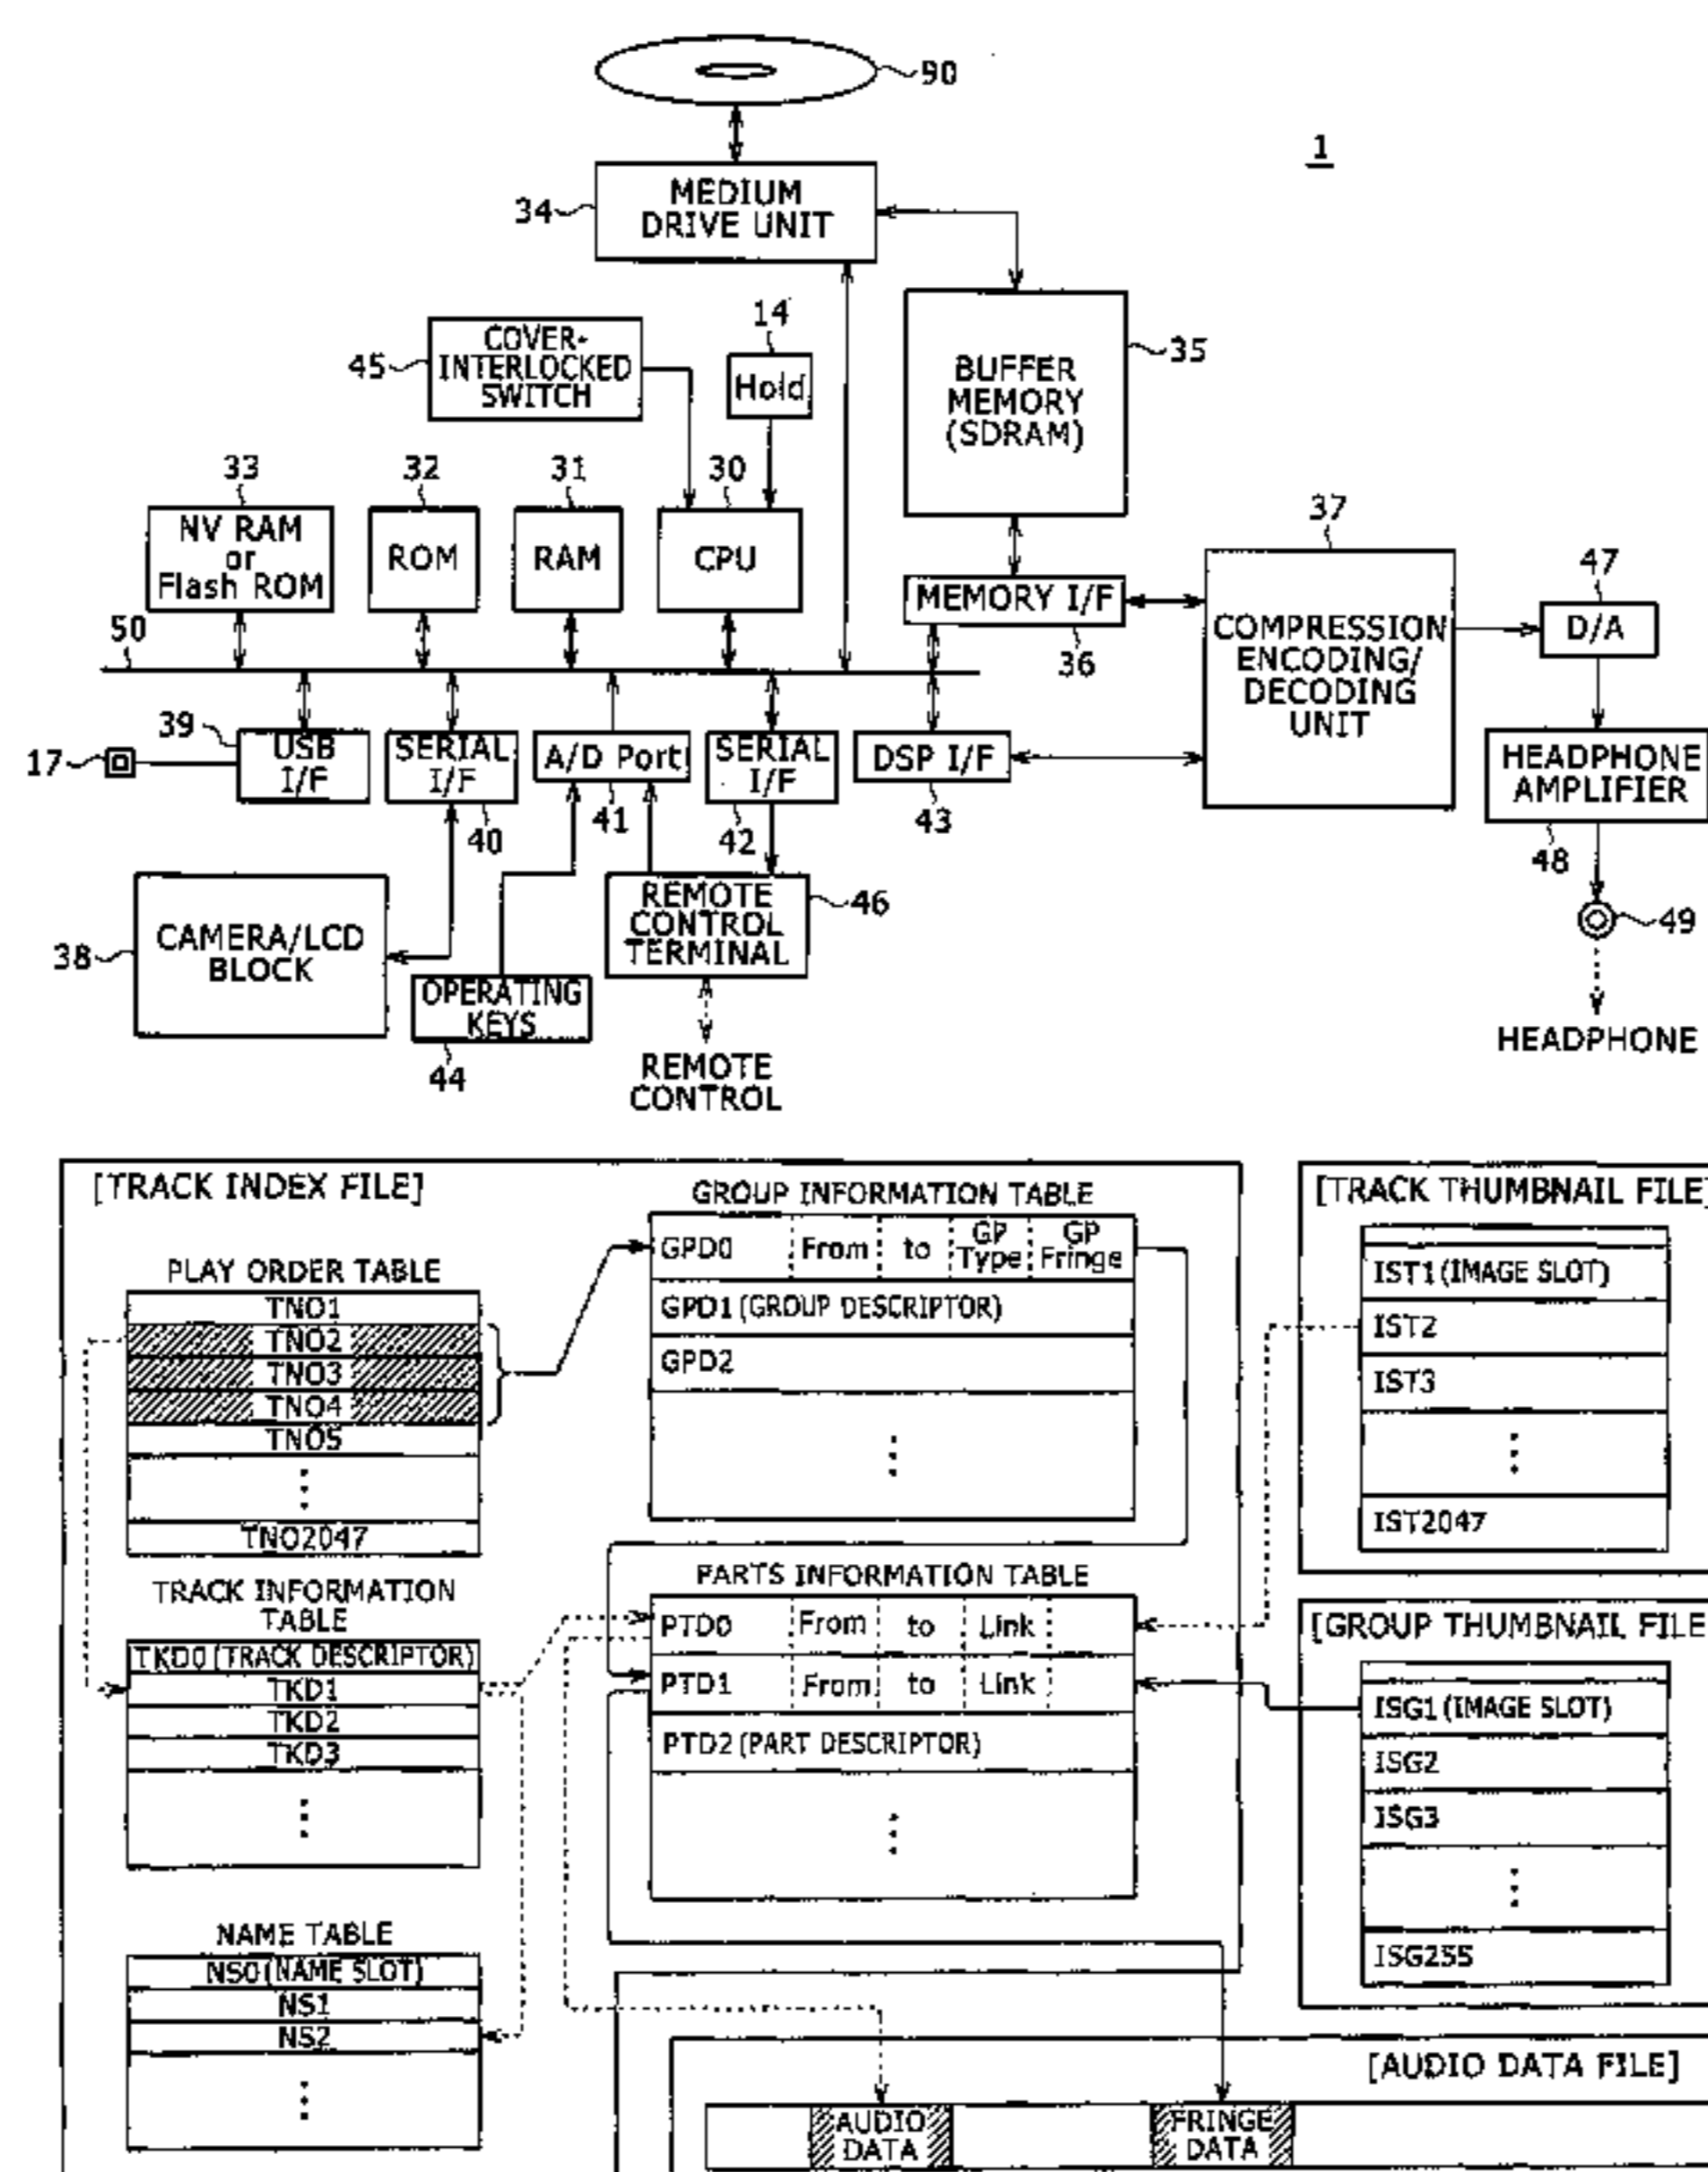 90
1
MEDIUM
DRIVE UNIT
34
14
COVER-
INTERLOCKED
SWITCH
45
Hold
BUFFER
MEMORY
(SDRAM)
35
33
32
31
30
37
NV RAM
or
Flash ROM
ROM
RAM
CPU
MEMORY I/F
36
COMPRESSION
ENCODING/
DECODING
UNIT
47
D/A
50
39
17
USB
I/F
SERIAL
I/F
40
A/D Port
41
SERIAL
I/F
42
DSP I/F
43
HEADPHONE
AMPLIFIER
48
38
CAMERA/LCD
BLOCK
REMOTE
CONTROL
TERMINAL
46
49
OPERATING
KEYS
44
REMOTE
CONTROL
HEADPHONE
[TRACK INDEX FILE]
PLAY ORDER TABLE
TNO1
TNO2
TNO3
TNO4
TNO5
TNO2047
TRACK INFORMATION
TABLE
TKD0(TRACK DESCRIPTOR)
TKD1
TKD2
TKD3
NAME TABLE
NS0(NAME SLOT)
NS1
NS2
GROUP INFORMATION TABLE
GPD0 From to GP Type GP Fringe
GPD1(GROUP DESCRIPTOR)
GPD2
PARTS INFORMATION TABLE
PTD0 From to Link
PTD1 From to Link
PTD2(PART DESCRIPTOR)
[TRACK THUMBNAIL FILE]
IST1(IMAGE SLOT)
IST2
IST3
IST2047
[GROUP THUMBNAIL FILE
ISG1(IMAGE SLOT)
ISG2
ISG3
ISG255
[AUDIO DATA FILE]
AUDIO
DATA
FRINGE
DATA